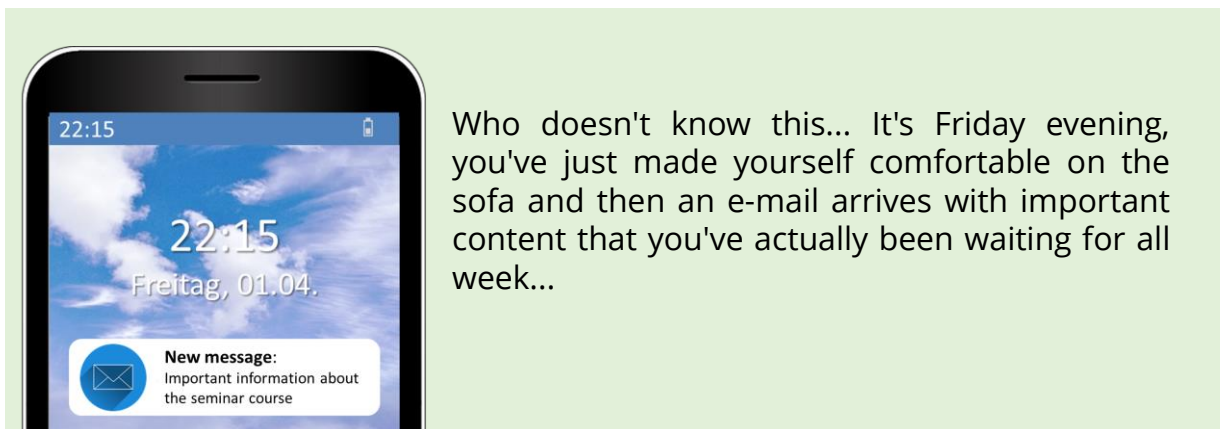 22:15
22:15
Freitag, 01.04.
New message:
Important information about
the seminar course
Who doesn't know this... It's Friday evening,
you've just made yourself comfortable on the
sofa and then an e-mail arrives with important
content that you've actually been waiting for all
week...